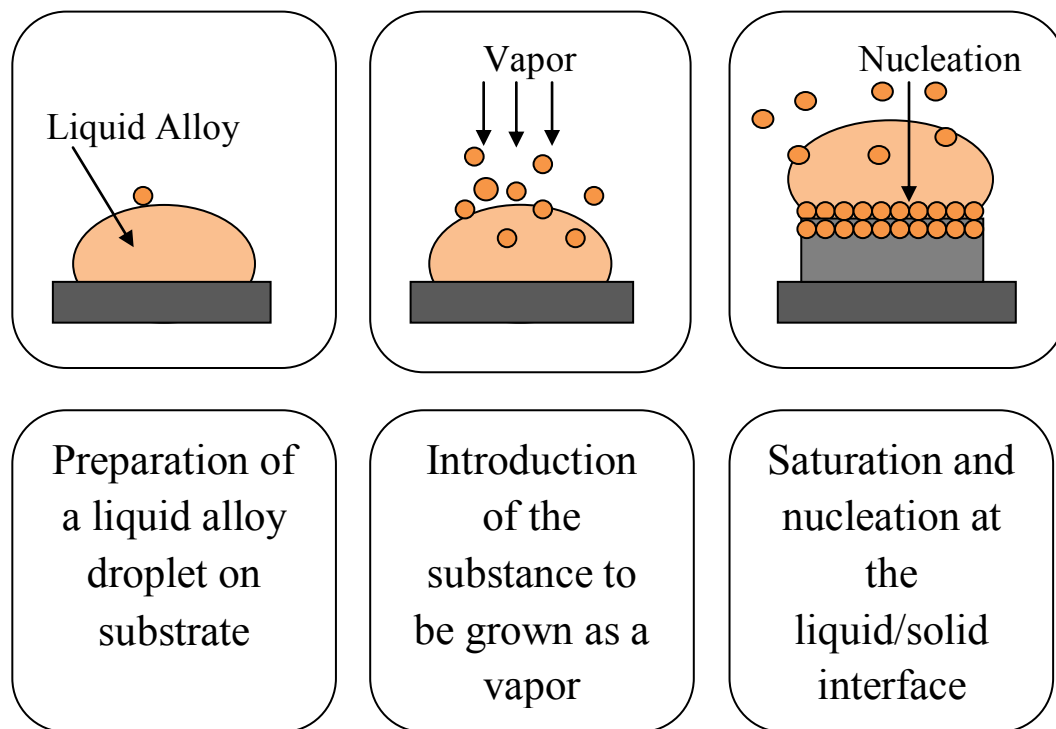 Liquid Alloy
Vapor
Nucleation
Preparation of
a liquid alloy
droplet on
substrate
Introduction
of the
substance to
be grown as a
vapor
Saturation and
nucleation at
the
liquid/solid
interface